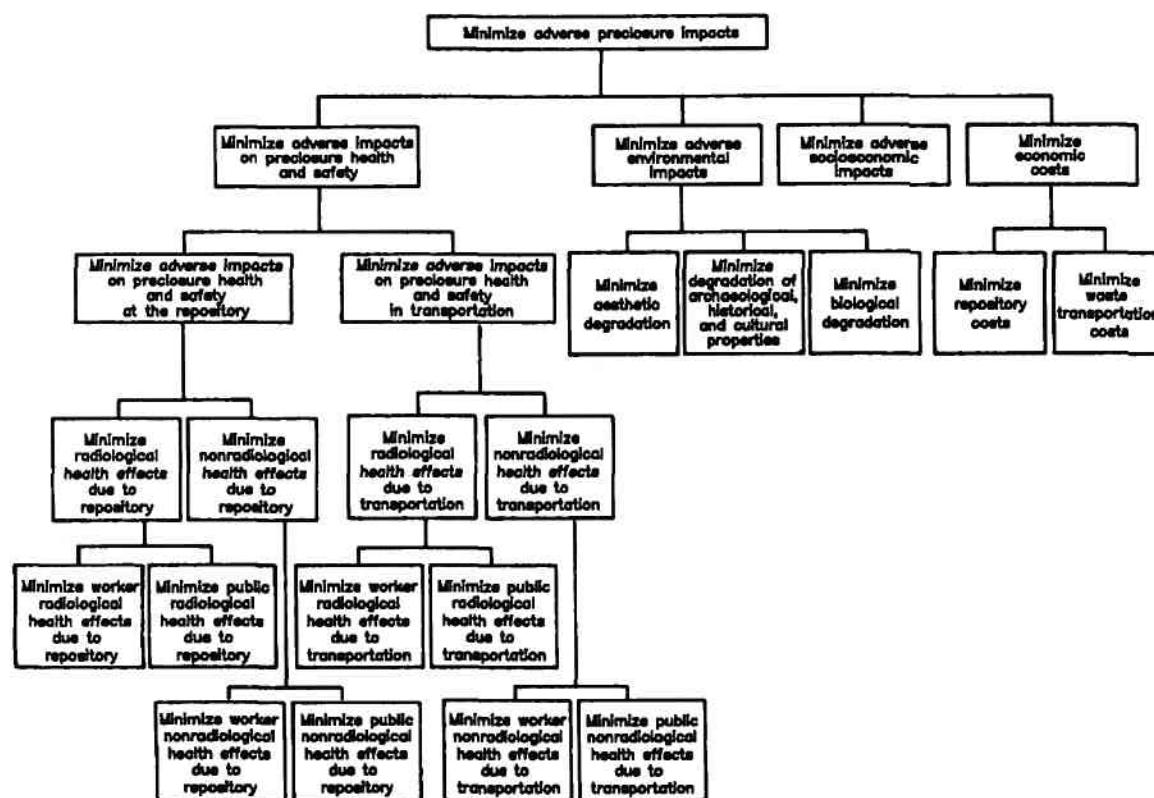 Minimize adverse preclosure impacts
Minimize adverse impacts
on preclosure health
and safety
Minimize adverse
environmental
impacts
Minimize adverse
socioeconomic
impacts
Minimize
economic
costs
Minimize adverse impacts
on preclosure health
and safety
at the repository
Minimize adverse impacts
on preclosure health
and safety
in transportation
Minimize
aesthetic
degradation
Minimize
degradation of
archaeological,
historical,
and cultural
properties
Minimize
biological
degradation
Minimize
repository
costs
Minimize
waste
transportation
costs
Minimize
radiological
health effects
due to
repository
Minimize
nonradiological
health effects
due to
repository
Minimize
radiological
health effects
due to
transportation
Minimize
nonradiological
health effects
due to
transportation
Minimize worker
radiological
health effects
due to
repository
Minimize public
radiological
health effects
due to
repository
Minimize worker
radiological
health effects
due to
transportation
Minimize public
radiological
health effects
due to
transportation
Minimize worker
nonradiological
health effects
due to
repository
Minimize public
nonradiological
health effects
due to
repository
Minimize worker
nonradiological
health effects
due to
transportation
Minimize public
nonradiological
health effects
due to
transportation